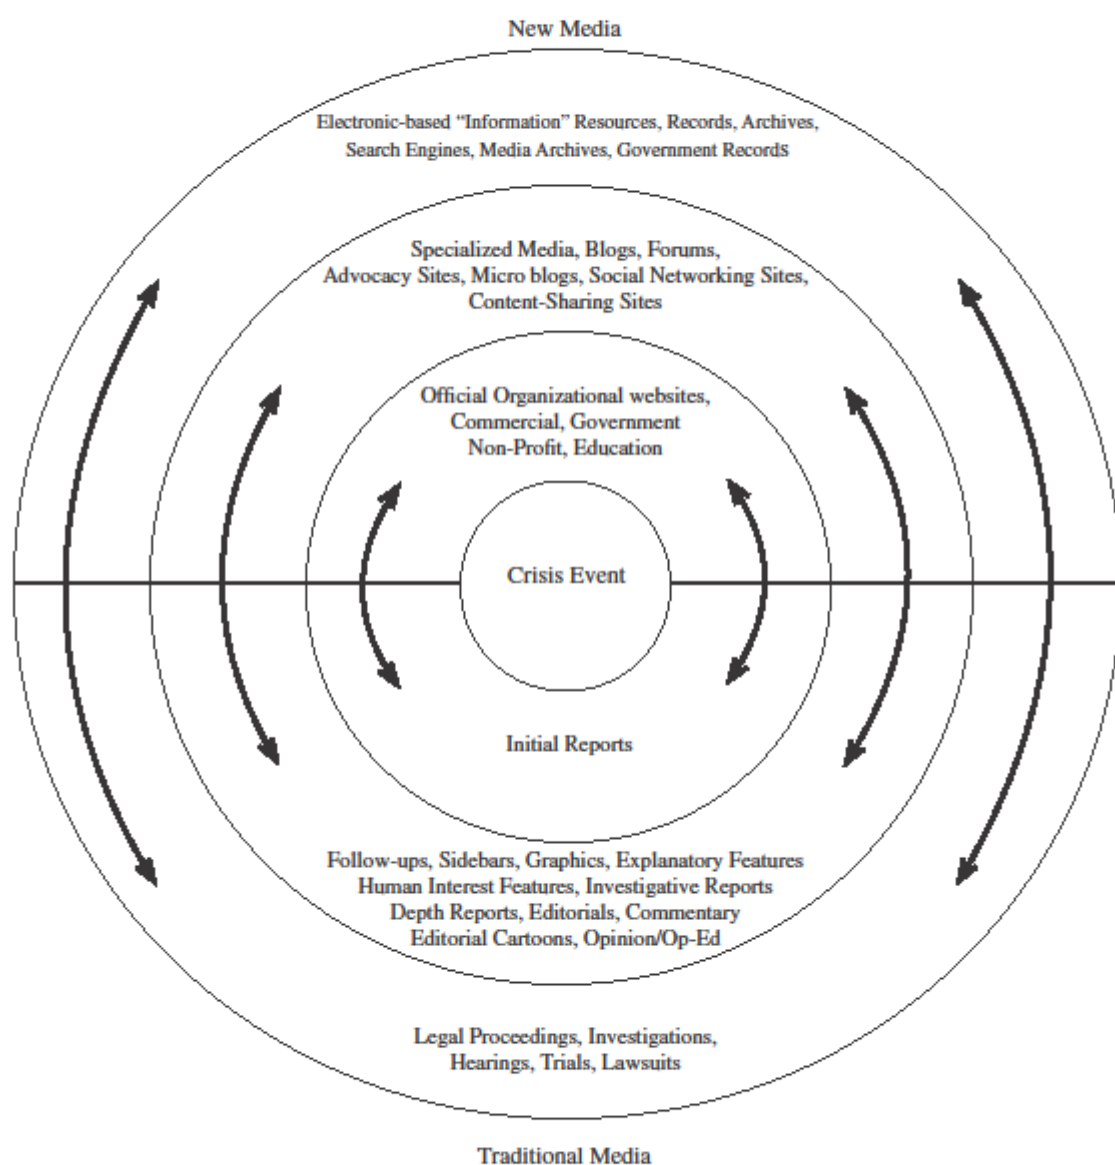 New Media
Electronic-based “Information” Resources, Records, Archives,
Search Engines, Media Archives, Government Records
Specialized Media, Blogs, Forums,
Advocacy Sites, Micro blogs, Social Networking Sites,
Content-Sharing Sites
Official Organizational websites,
Commercial, Government
Non-Profit, Education
Crisis Event
Initial Reports
Follow-ups, Sidebars, Graphics, Explanatory Features
Human Interest Features, Investigative Reports
Depth Reports, Editorials, Commentary
Editorial Cartoons, Opinion/Op-Ed
Legal Proceedings, Investigations,
Hearings, Trials, Lawsuits
Traditional Media